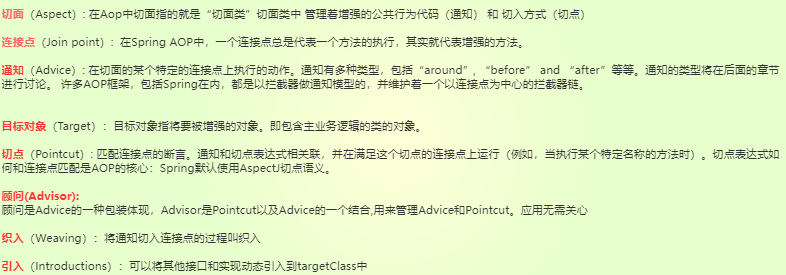 切面（Aspect）：在Aop中切面指的就是“切面类”切面类中 管理着增强的公共行为代码（通知） 和 切入方式（切点）
连接点（Join point）：在Spring AOP中，一个连接点总是代表一个方法的执行，其实就代表增强的方法。
通知（Advice）：在切面的某个特定的连接点上执行的动作。通知有多种类型，包括“around”, “before” and “after”等等。通知的类型将在后面的章节
进行讨论。 许多AOP框架，包括Spring在内，都是以拦截器做通知模型的，并维护着一个以连接点为中心的拦截器链。
目标对象（Target）：目标对象指将要被增强的对象。即包含主业务逻辑的类的对象。
切点（Pointcut）：匹配连接点的断言。通知和切点表达式相关联，并在满足这个切点的连接点上运行（例如，当执行某个特定名称的方法时）。切点表达式如
何和连接点匹配是AOP的核心：Spring默认使用AspectJ切点语义。
顾问(Advisor):
顾问是Advice的一种包装体现，Advisor是Pointcut以及Advice的一个结合,用来管理Advice和Pointcut。应用无需关心
织入（Weaving）：将通知切入连接点的过程叫织入
引入（Introductions）：可以将其他接口和实现动态引入到targetClass中